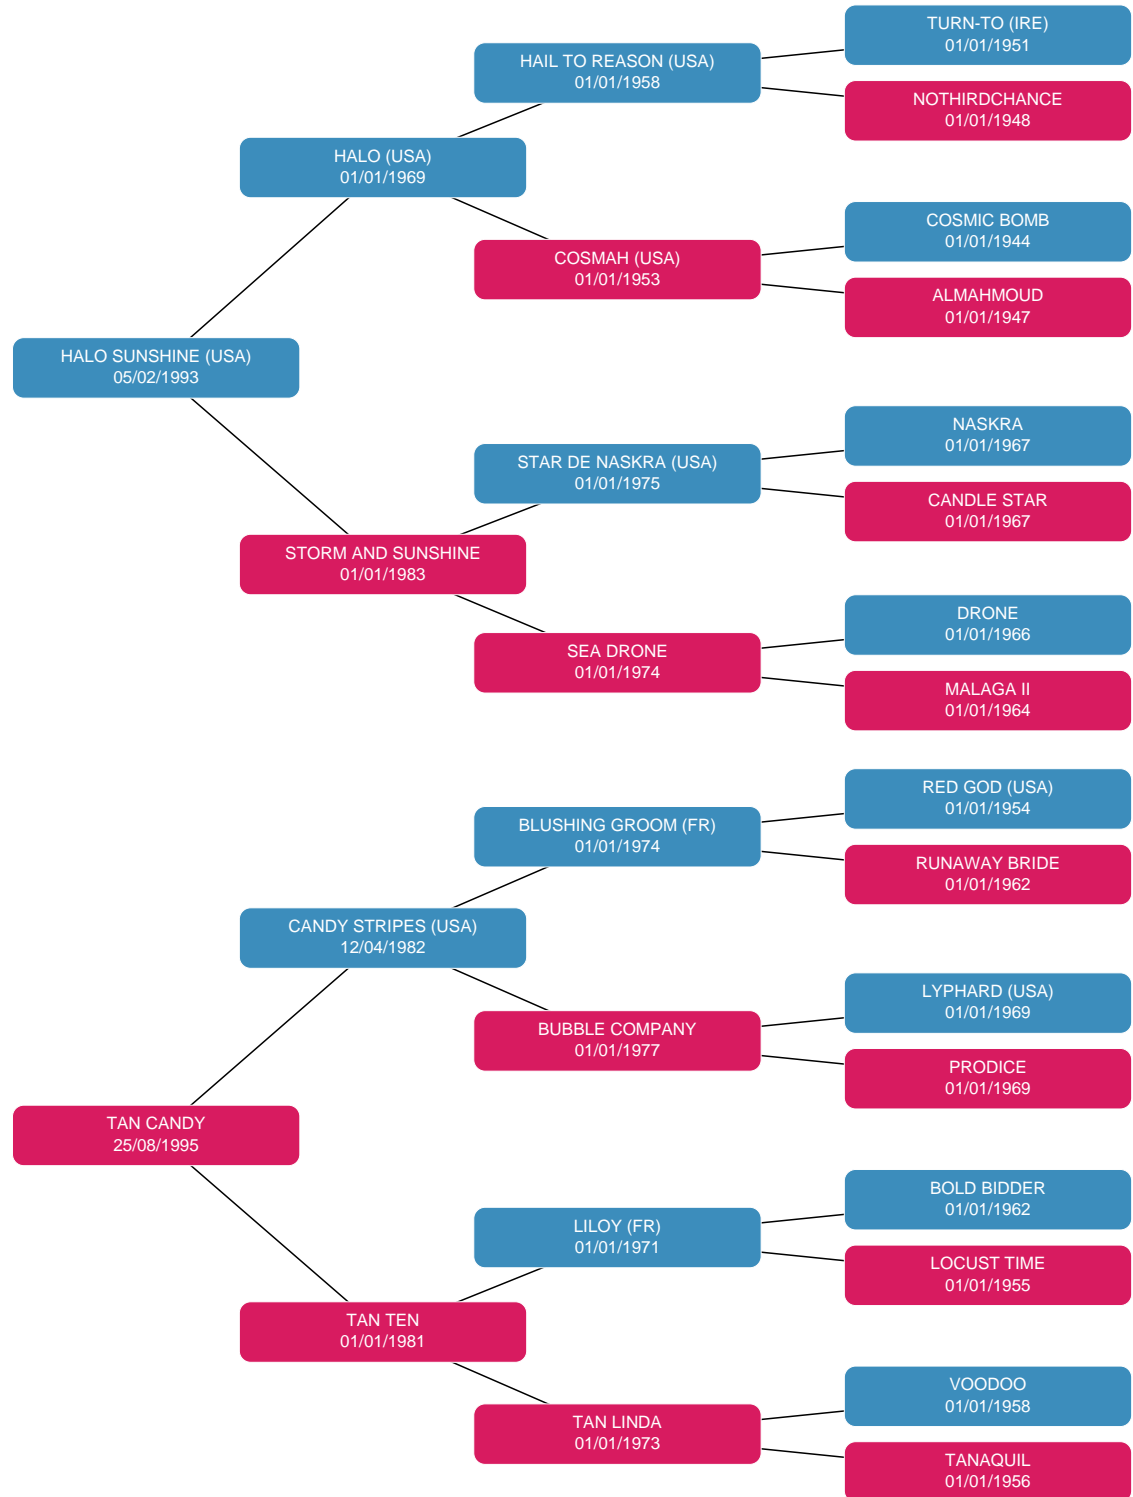 TURN-TO (IRE)
01/01/1951
HAIL TO REASON (USA)
01/01/1958
NOTHIRDCHANCE
01/01/1948
HALO (USA)
01/01/1969
COSMIC BOMB
01/01/1944
COSMAH (USA)
01/01/1953
ALMAHMOUD
01/01/1947
HALO SUNSHINE (USA)
05/02/1993
NASKRA
01/01/1967
STAR DE NASKRA (USA)
01/01/1975
CANDLE STAR
01/01/1967
STORM AND SUNSHINE
01/01/1983
DRONE
01/01/1966
SEA DRONE
01/01/1974
MALAGA II
01/01/1964
RED GOD (USA)
01/01/1954
BLUSHING GROOM (FR)
01/01/1974
RUNAWAY BRIDE
01/01/1962
CANDY STRIPES (USA)
12/04/1982
LYPHARD (USA)
01/01/1969
BUBBLE COMPANY
01/01/1977
PRODICE
01/01/1969
TAN CANDY
25/08/1995
BOLD BIDDER
01/01/1962
LILOY (FR)
01/01/1971
LOCUST TIME
01/01/1955
TAN TEN
01/01/1981
VOODOO
01/01/1958
TAN LINDA
01/01/1973
TANAQUIL
01/01/1956